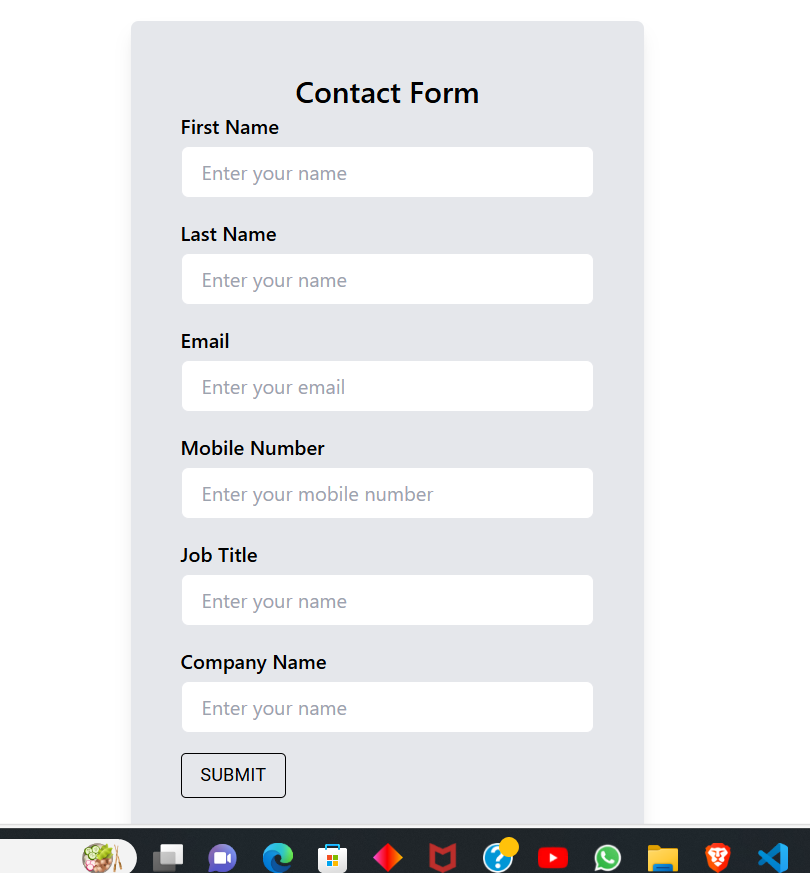 Contact Form
First Name
Enter your name
Last Name
Enter your name
Email
Enter your email
Mobile Number
Enter your mobile number
Job Title
Enter your name
Company Name
Enter your name
SUBMIT